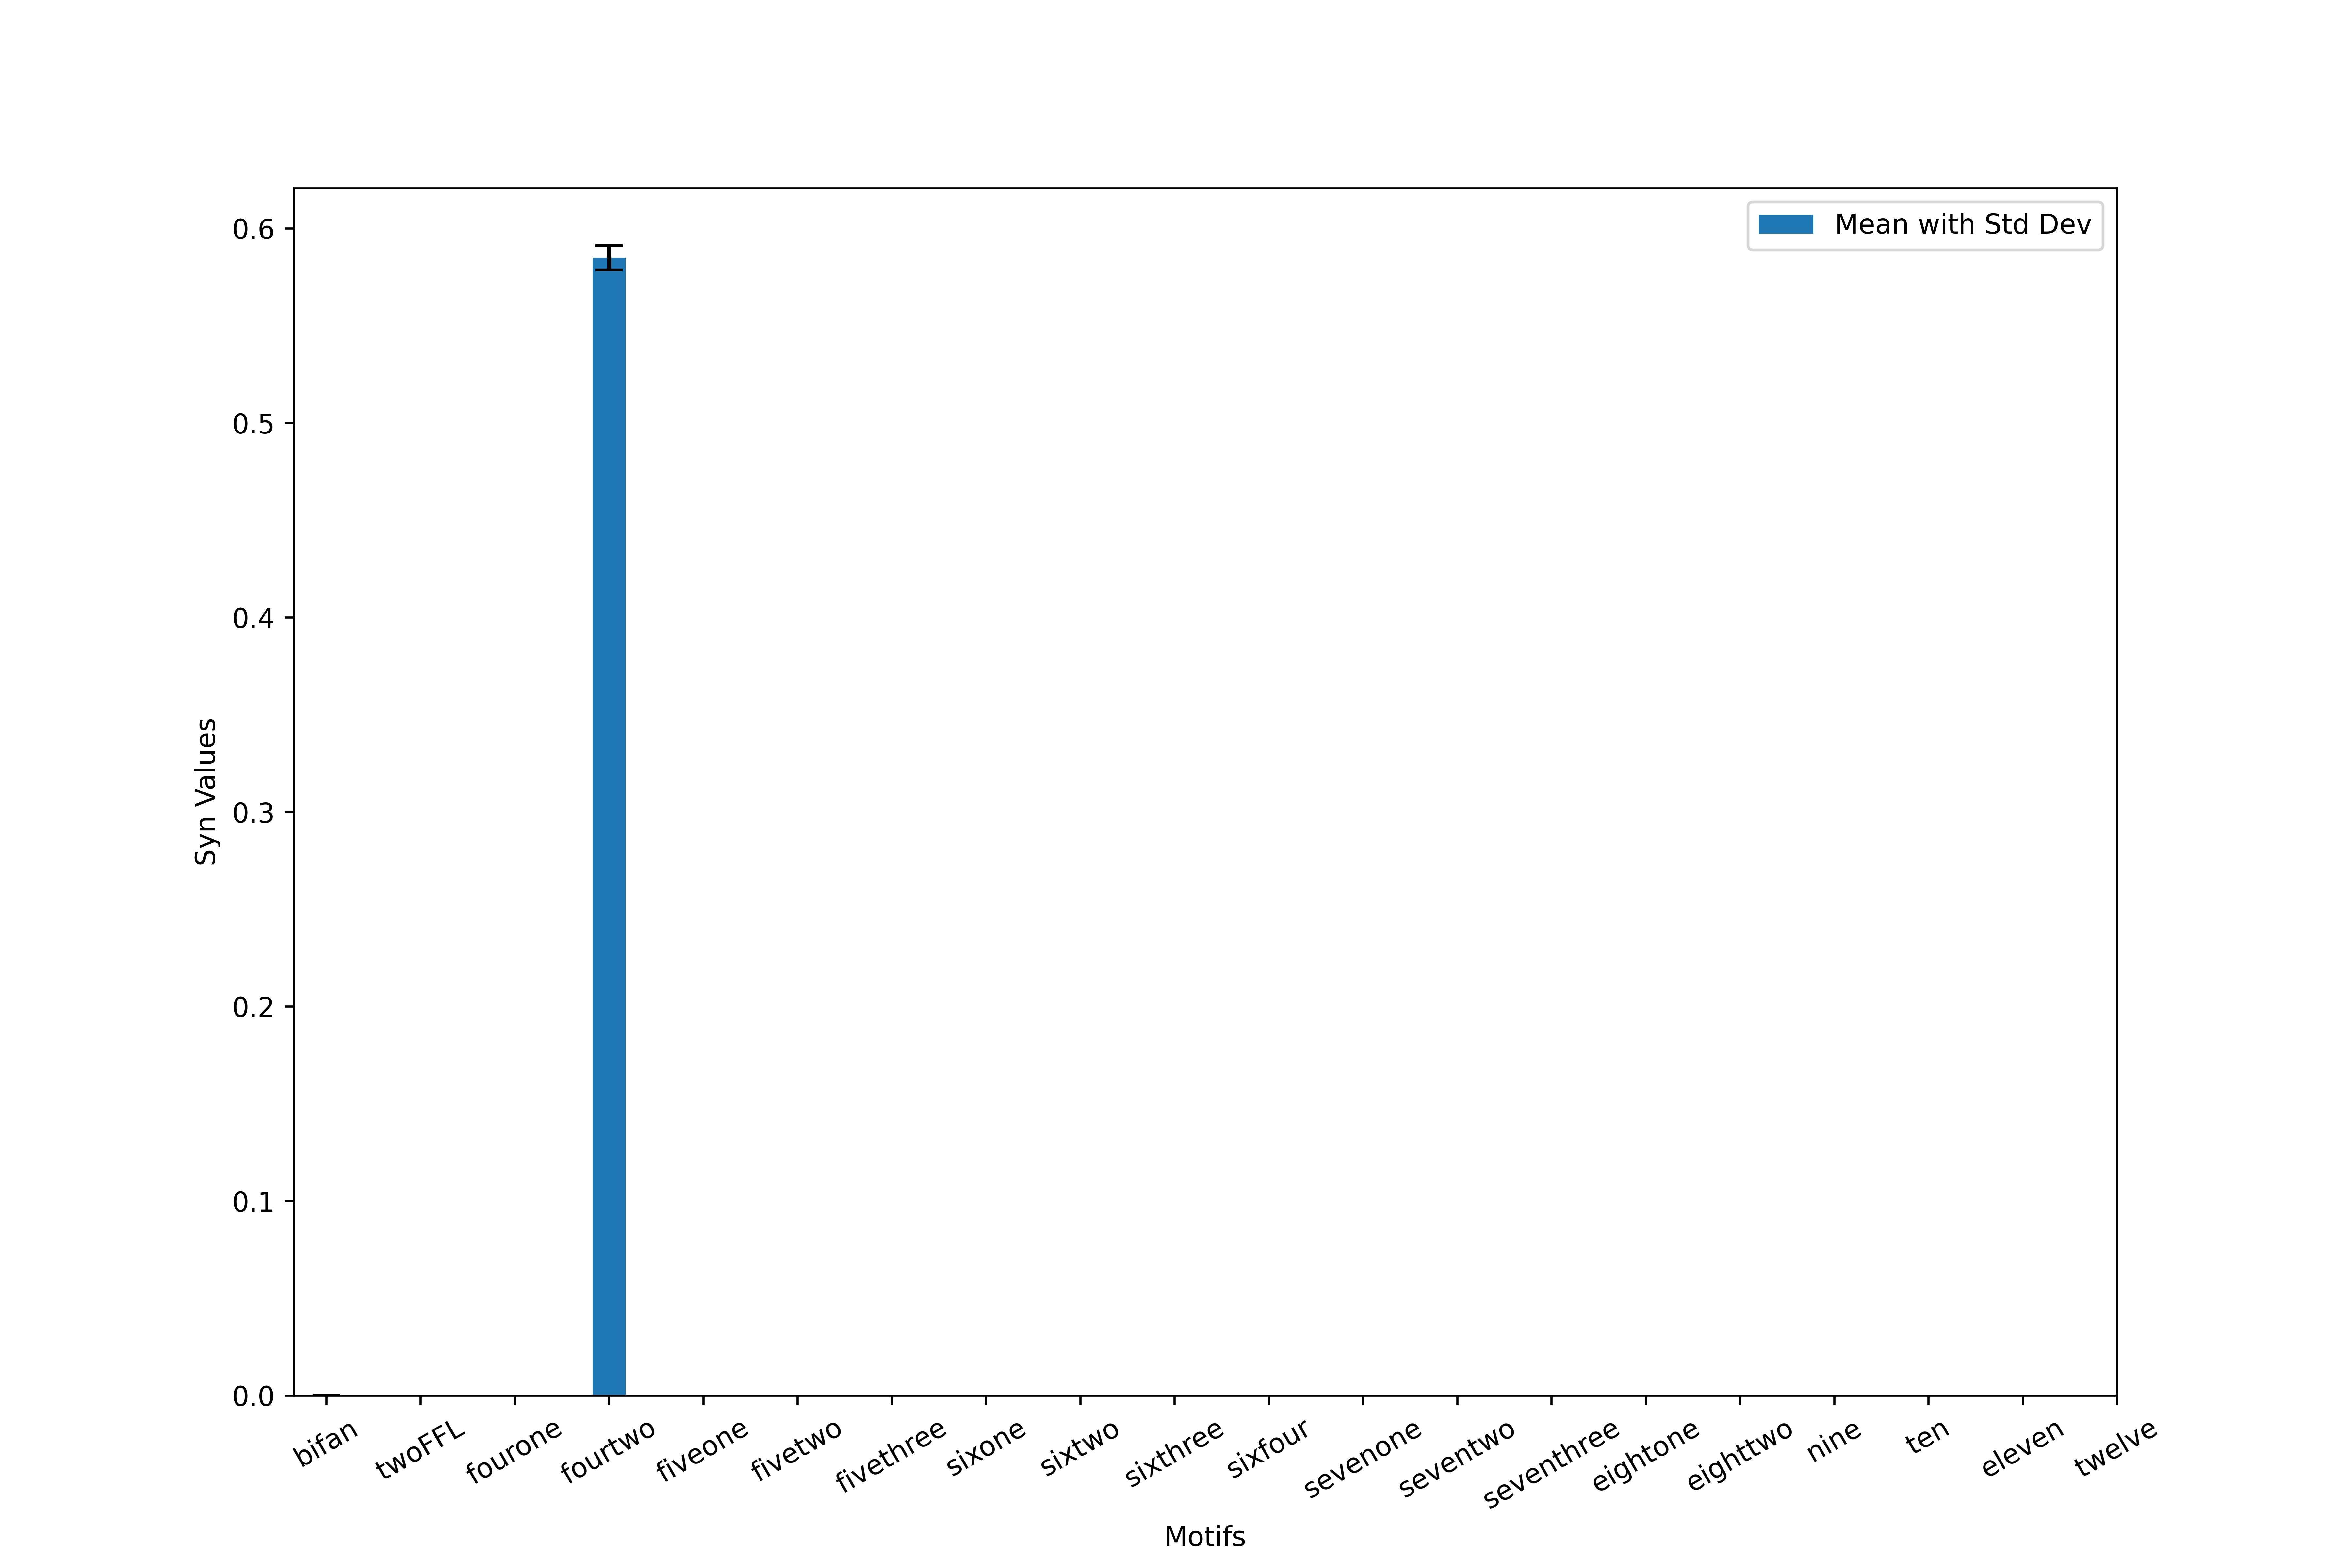 Mean with Std Dev
0.6
0.5
0.4
0.3
0.2
0.1
0.0
Syn Values
bifan
twoFFL
fourone
fourtwo
fiveone
fivetwo
fivethree
sixone
sixtwo
sixthree
sixfour
sevenone
seventwo
seventhree
eightone
eighttwo
nine
ten
eleven
twelve
Motifs